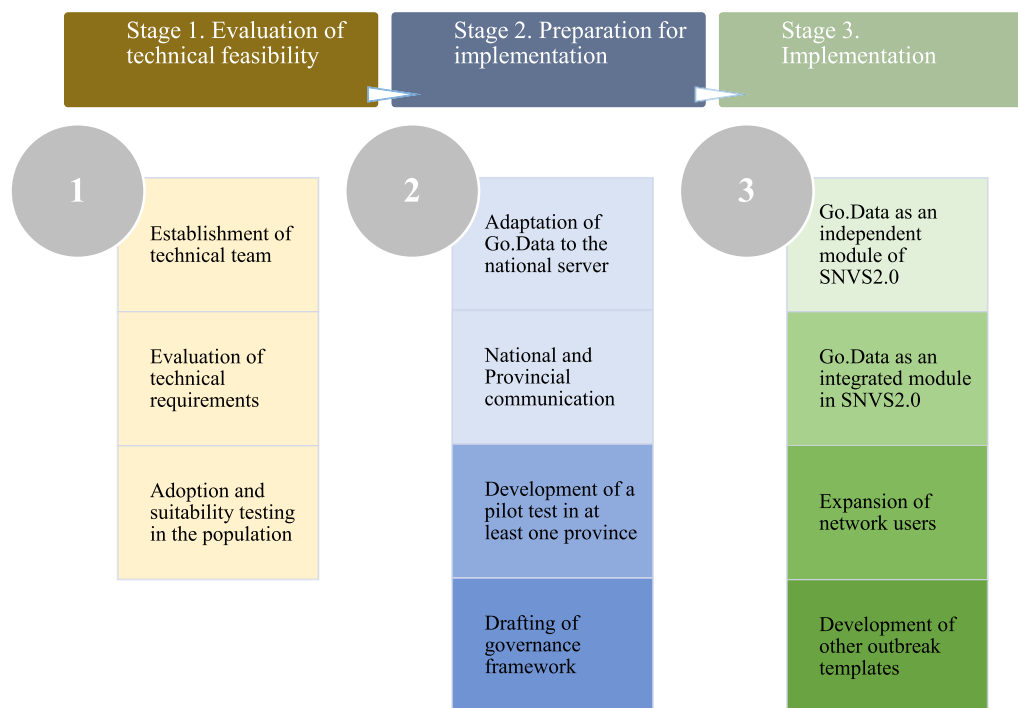 Stage 1. Evaluation of
technical feasibility
Stage 2. Preparation for
implementation
Stage 3.
Implementation
1
Establishment of
technical team
Evaluation of
technical
requirements
Adoption and
suitability testing
in the population
2
Adaptation of
Go.Data to the
national server
National and
Provincial
communication
Development of a
pilot test in at
least one province
Drafting of
governance
framework
3
Go.Data as an
independent
module of
SNVS2.0
Go.Data as an
integrated module
in SNVS2.0
Expansion of
network users
Development of
other outbreak
templates